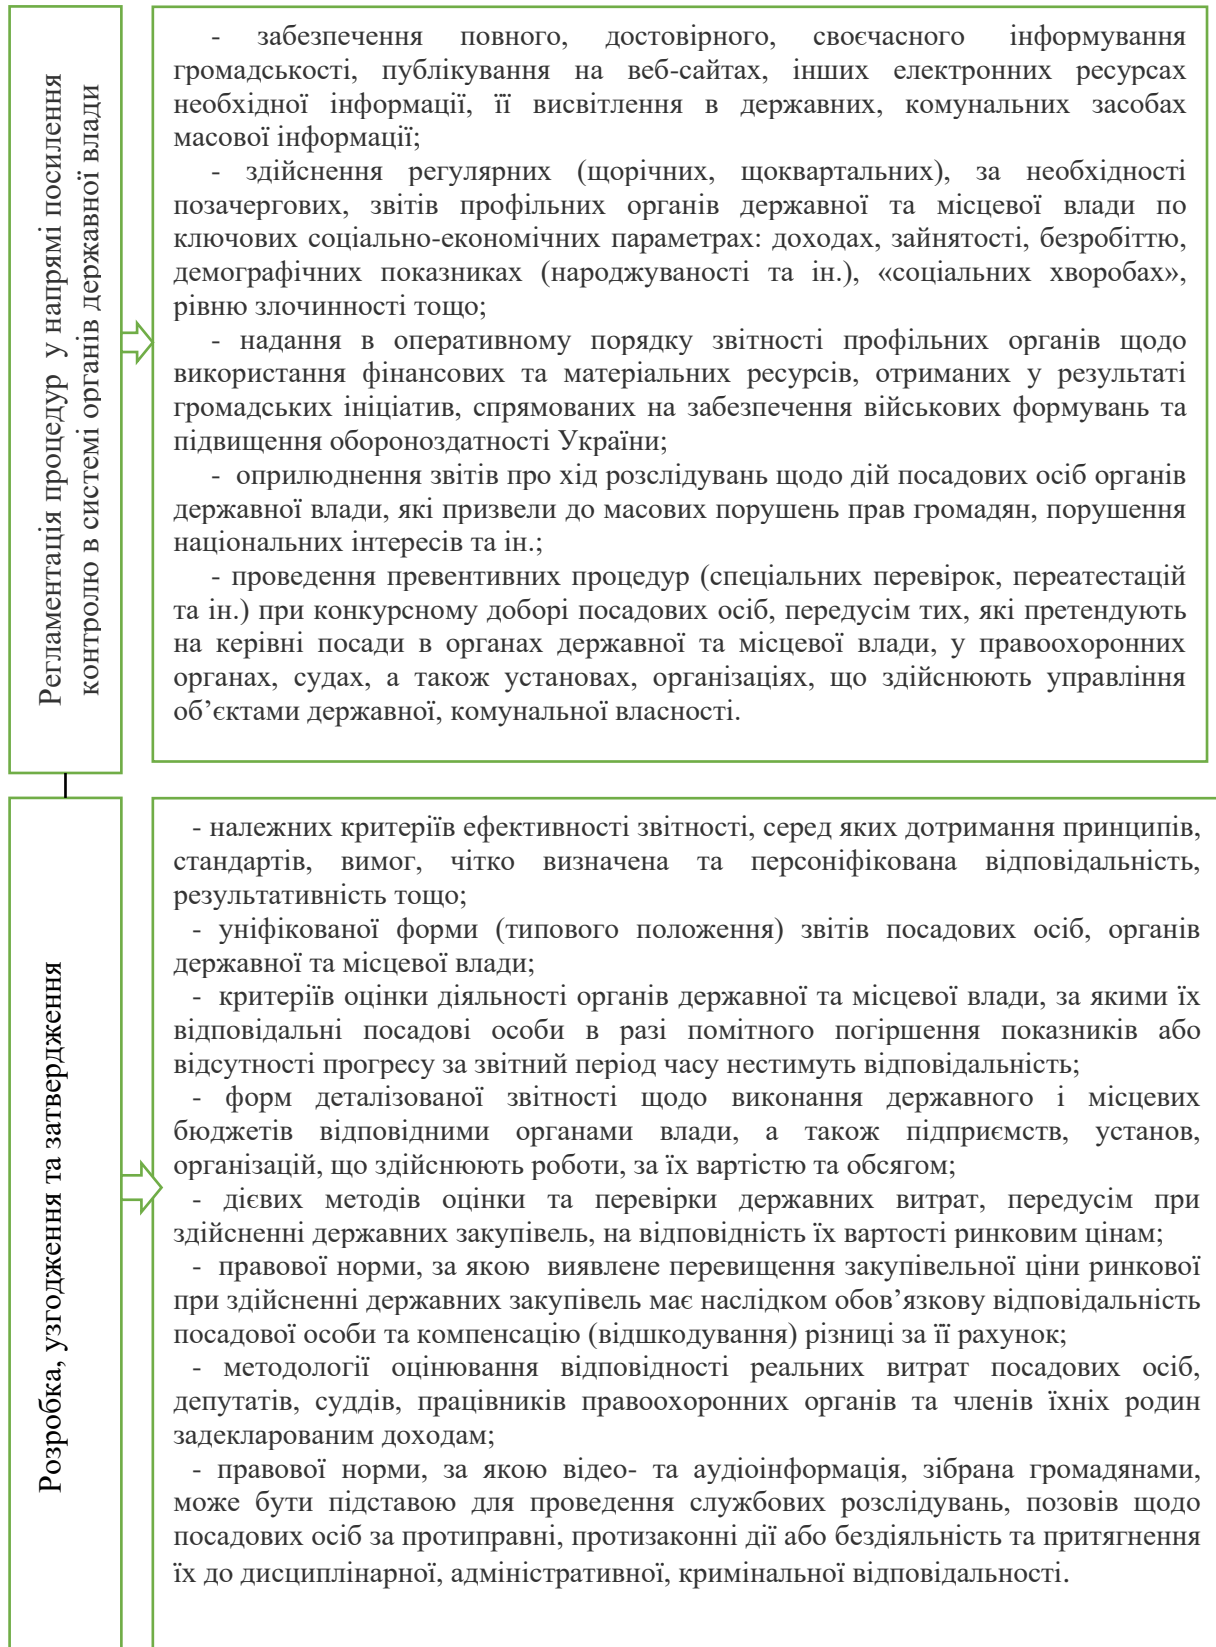 Регламентація процедур у напрямі посилення
контролю в системі органів державної влади
- забезпечення повного, достовірного, своєчасного інформування
громадськості, публікування на веб-сайтах, інших електронних ресурсах
необхідної інформації, її висвітлення в державних, комунальних засобах
масової інформації;
- здійснення регулярних (щорічних, щоквартальних), за необхідності
позачергових, звітів профільних органів державної та місцевої влади по
ключових соціально-економічних параметрах: доходах, зайнятості, безробіттю,
демографічних показниках (народжуваності та ін.), «соціальних хворобах»,
рівню злочинності тощо;
- надання в оперативному порядку звітності профільних органів щодо
використання фінансових та матеріальних ресурсів, отриманих у результаті
громадських ініціатив, спрямованих на забезпечення військових формувань та
підвищення обороноздатності України;
- оприлюднення звітів про хід розслідувань щодо дій посадових осіб органів
державної влади, які призвели до масових порушень прав громадян, порушення
національних інтересів та ін.;
- проведення превентивних процедур (спеціальних перевірок, переатестацій
та ін.) при конкурсному доборі посадових осіб, передусім тих, які претендують
на керівні посади в органах державної та місцевої влади, у правоохоронних
органах, судах, а також установах, організаціях, що здійснюють управління
об’єктами державної, комунальної власності.
Розробка, узгодження та затвердження
- належних критеріїв ефективності звітності, серед яких дотримання принципів,
стандартів, вимог, чітко визначена та персоніфікована відповідальність,
результативність тощо;
- уніфікованої форми (типового положення) звітів посадових осіб, органів
державної та місцевої влади;
- критеріїв оцінки діяльності органів державної та місцевої влади, за якими їх
відповідальні посадові особи в разі помітного погіршення показників або
відсутності прогресу за звітний період часу нестимуть відповідальність;
- форм деталізованої звітності щодо виконання державного і місцевих
бюджетів відповідними органами влади, а також підприємств, установ,
організацій, що здійснюють роботи, за їх вартістю та обсягом;
- дієвих методів оцінки та перевірки державних витрат, передусім при
здійсненні державних закупівель, на відповідність їх вартості ринковим цінам;
- правової норми, за якою виявлене перевищення закупівельної ціни ринкової
при здійсненні державних закупівель має наслідком обов’язкову відповідальність
посадової особи та компенсацію (відшкодування) різниці за її рахунок;
- методології оцінювання відповідності реальних витрат посадових осіб,
депутатів, суддів, працівників правоохоронних органів та членів їхніх родин
задекларованим доходам;
- правової норми, за якою відео- та аудіоінформація, зібрана громадянами,
може бути підставою для проведення службових розслідувань, позовів щодо
посадових осіб за протиправні, протизаконні дії або бездіяльність та притягнення
їх до дисциплінарної, адміністративної, кримінальної відповідальності.